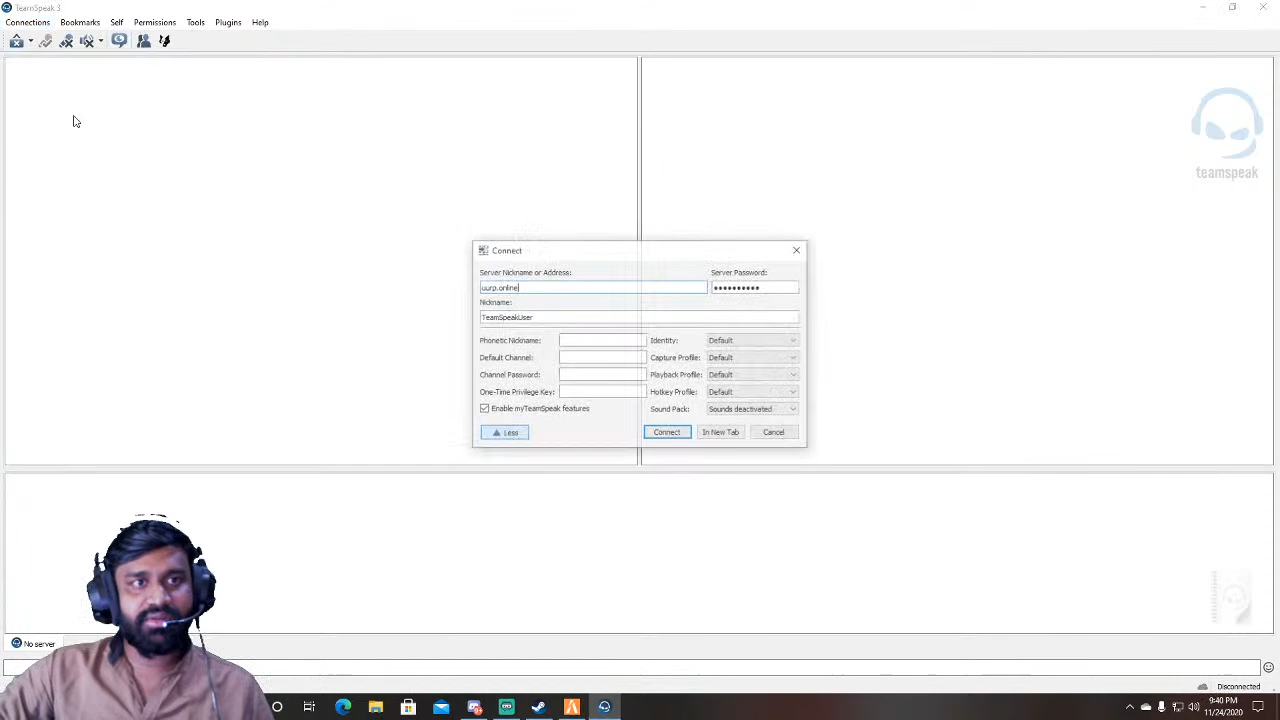 TeamSpeak 3
Connections Bookmarks Self Permissions Tools Plugins Help
teamspeak
Connect
Server Nickname or Address: Server Password:
uurp.online ••••••••••
Nickname:
TeamSpeakUser
Phonetic Nickname: Identity: Default
Default Channel: Capture Profile: Default
Channel Password: Playback Profile: Default
One-Time Privilege Key: Hotkey Profile: Default
Enable myTeamSpeak features Sound Pack: Sounds deactivated
Less Connect In New Tab Cancel
No server
Disconnected
9:40 PM
11/24/2020